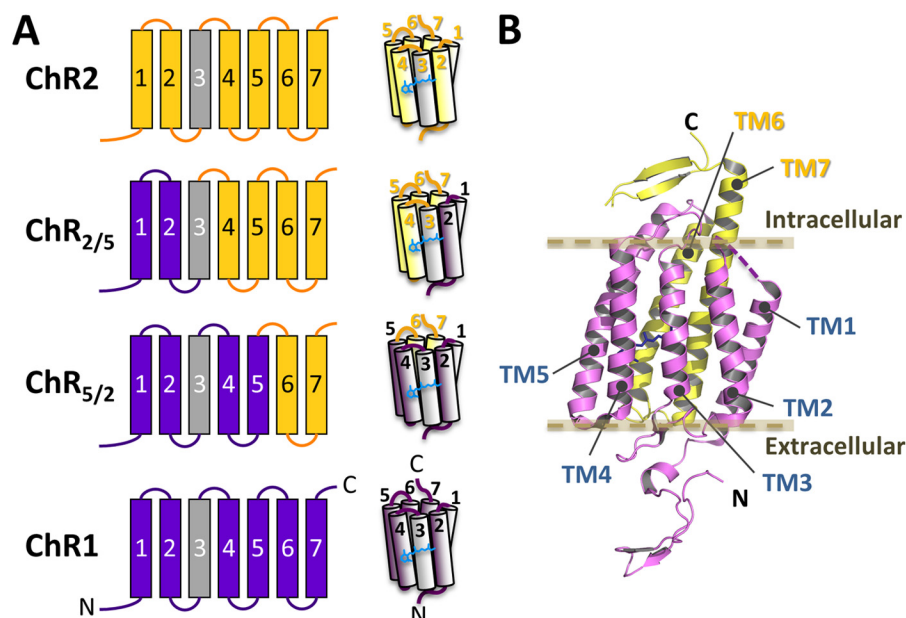 A
ChR2
1 2 3 4 5 6 7
5 6 7 1
4 3 2
ChR2/5
1 2 3 4 5 6 7
5 6 7 1
4 3 2
ChR5/2
1 2 3 4 5 6 7
5 6 7 1
4 3 2
ChR1
1 2 3 4 5 6 7
C
N
C
5 6 7 1
4 3 2
N
B
C
TM6
TM7
Intracellular
TM1
TM5
TM2
Extracellular
TM4
TM3
N